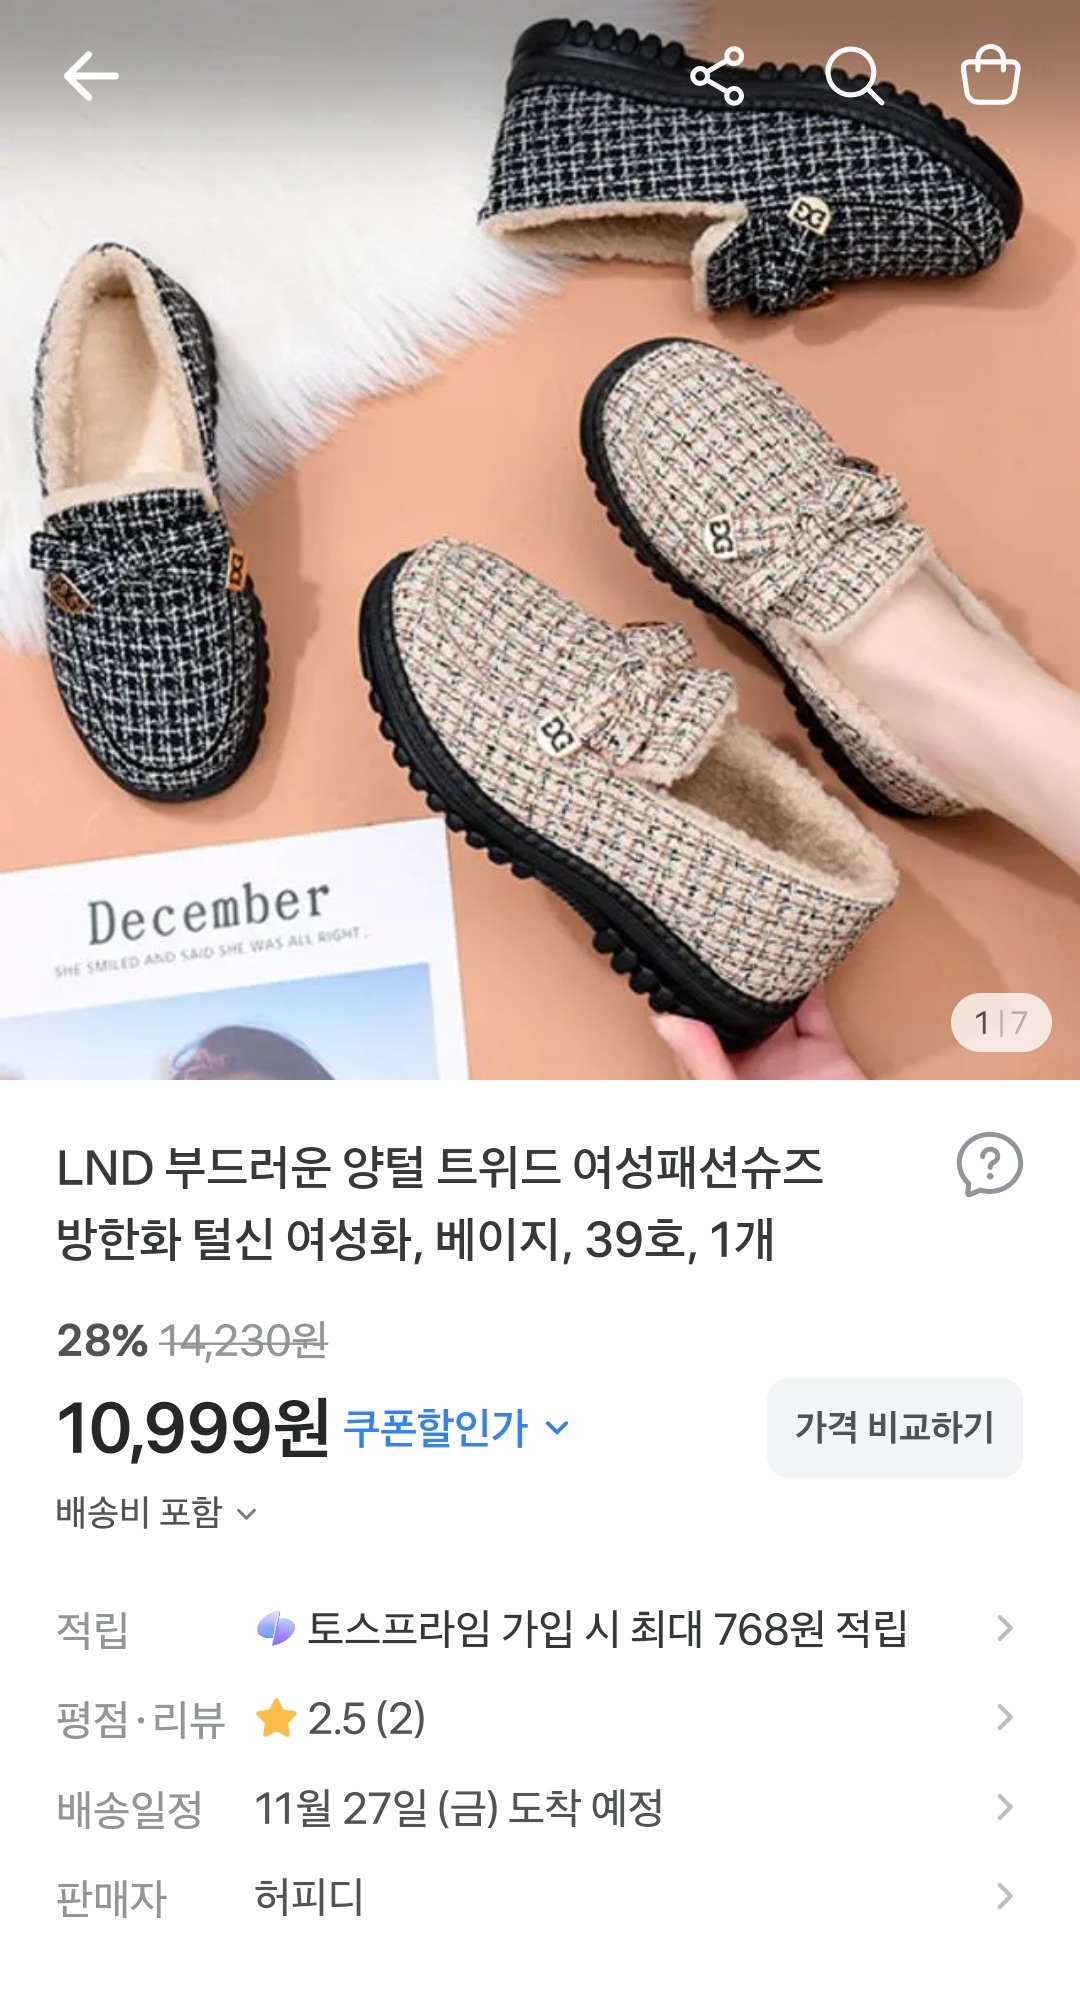 December
SHE SMILED AND SAID SHE WAS ALL RIGHT.
1|7
LND 부드러운 양털 트위드 여성패션슈즈
방한화 털신 여성화, 베이지, 39호, 1개
28% 14,230원
10,999원 쿠폰할인가
가격 비교하기
배송비 포함
적립 토스프라임 가입 시 최대 768원 적립
평점·리뷰 2.5 (2)
배송일정 11월 27일 (금) 도착 예정
판매자 허피디